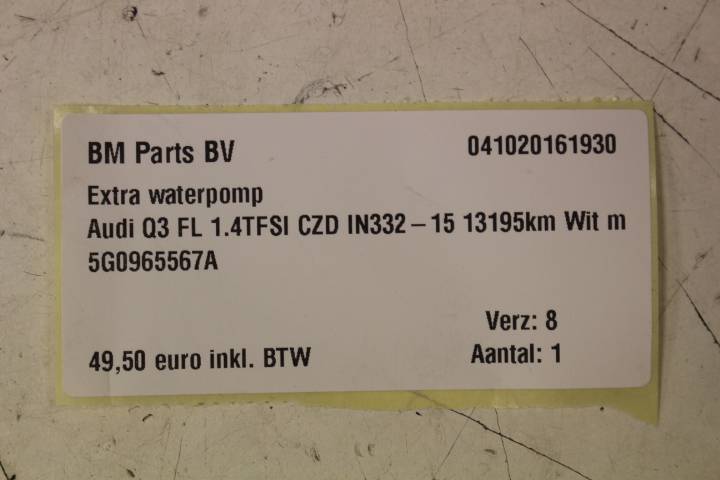 BM Parts BV 041020161930
Extra waterpomp
Audi Q3 FL 1.4TFSI CZD IN332-15 13195km Wit m
5G0965567A
Verz: 8
49,50 euro inkl. BTW Aantal: 1